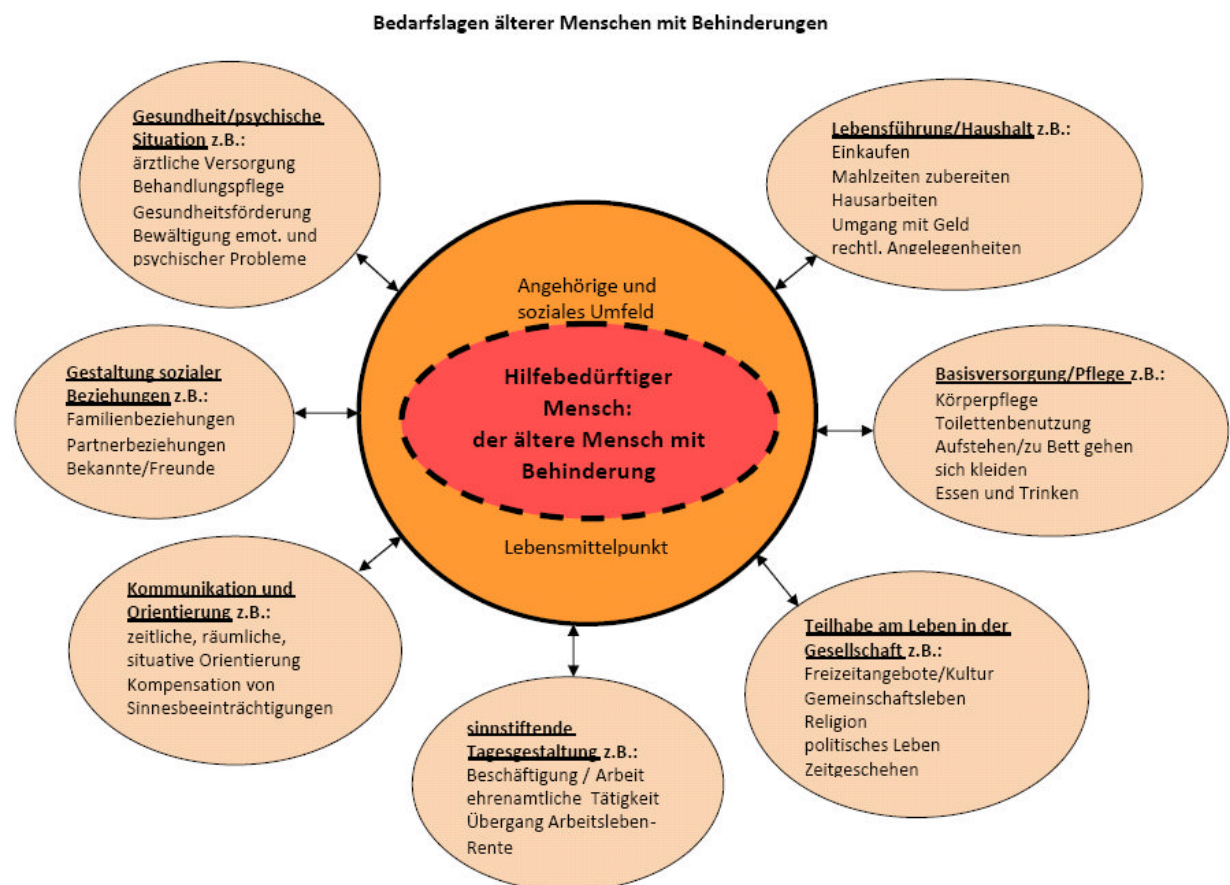 Bedarfslagen älterer Menschen mit Behinderungen
Gesundheit/psychische
Situation z.B.:
ärztliche Versorgung
Behandlungspflege
Gesundheitsförderung
Bewältigung emot. und
psychischer Probleme
Lebensführung/Haushalt z.B.:
Einkaufen
Mahlzeiten zubereiten
Hausarbeiten
Umgang mit Geld
rechtl. Angelegenheiten
Angehörige und
soziales Umfeld
Hilfebedürftiger
Mensch:
der ältere Mensch mit
Behinderung
Lebensmittelpunkt
Gestaltung sozialer
Beziehungen z.B.:
Familienbeziehungen
Partnerbeziehungen
Bekannte/Freunde
Basisversorgung/Pflege z.B.:
Körperpflege
Toilettenbenutzung
Aufstehen/zu Bett gehen
sich kleiden
Essen und Trinken
Kommunikation und
Orientierung z.B.:
zeitliche, räumliche,
situative Orientierung
Kompensation von
Sinnesbeeinträchtigungen
sinnstiftende
Tagesgestaltung z.B.:
Beschäftigung / Arbeit
ehrenamtliche Tätigkeit
Übergang Arbeitsleben-
Rente
Teilhabe am Leben in der
Gesellschaft z.B.:
Freizeitangebote/Kultur
Gemeinschaftsleben
Religion
politisches Leben
Zeitgeschehen